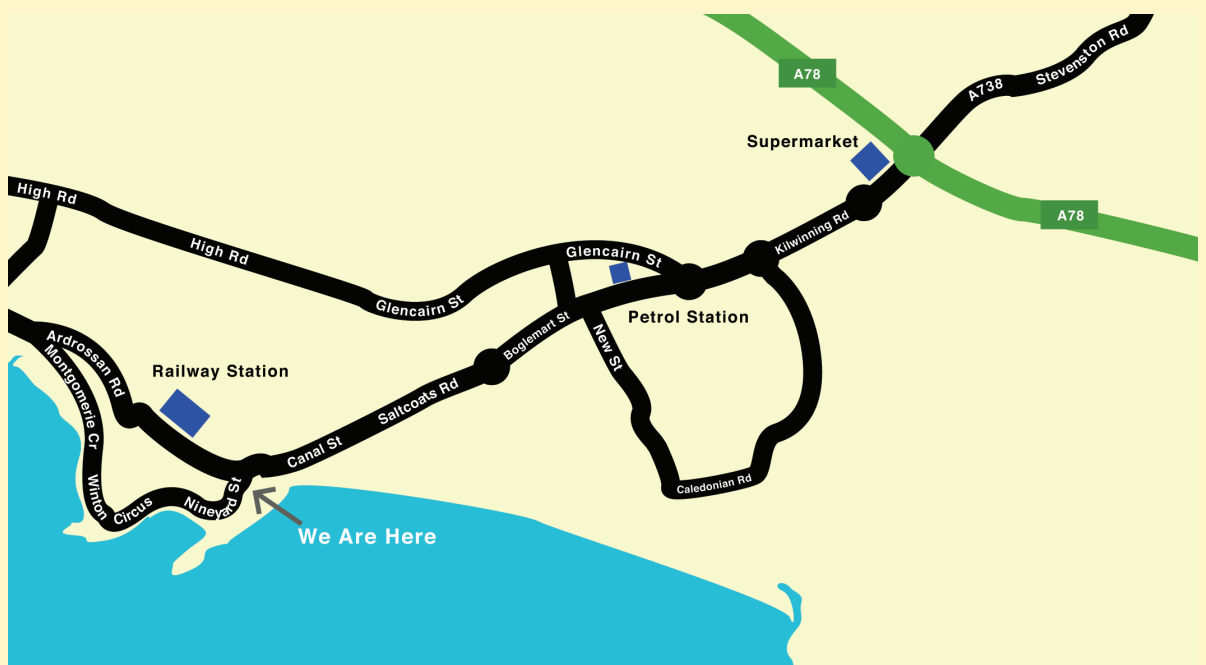 Stevenston Rd
A738
A78
Supermarket
High Rd
A78
Kilwinning Rd
High Rd
Glencairn St
Glencairn St
Petrol Station
Boglemart St
New St
Ardrossan Rd
Railway Station
Montgomerie Cr
Saltcoats Rd
Canal St
Caledonian Rd
Winton
Circus
Nineyard St
We Are Here